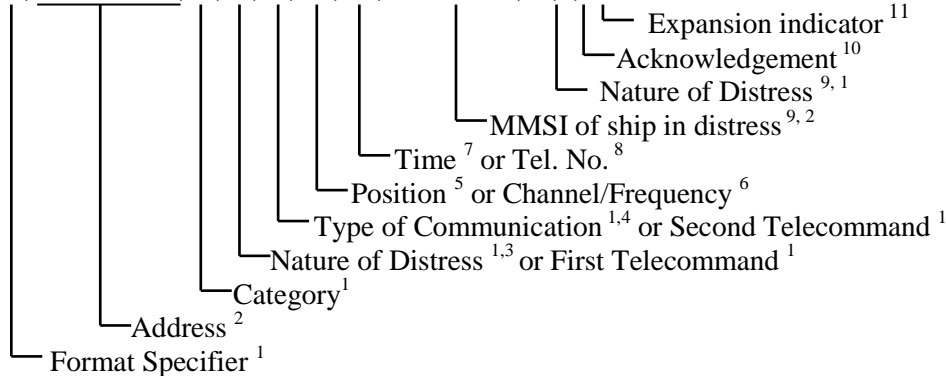 Expansion indicator 11
Acknowledgement 10
Nature of Distress 9, 1
MMSI of ship in distress 9, 2
Time 7 or Tel. No. 8
Position 5 or Channel/Frequency 6
Type of Communication 1,4 or Second Telecommand 1
Nature of Distress 1,3 or First Telecommand 1
Category1
Address 2
Format Specifier 1